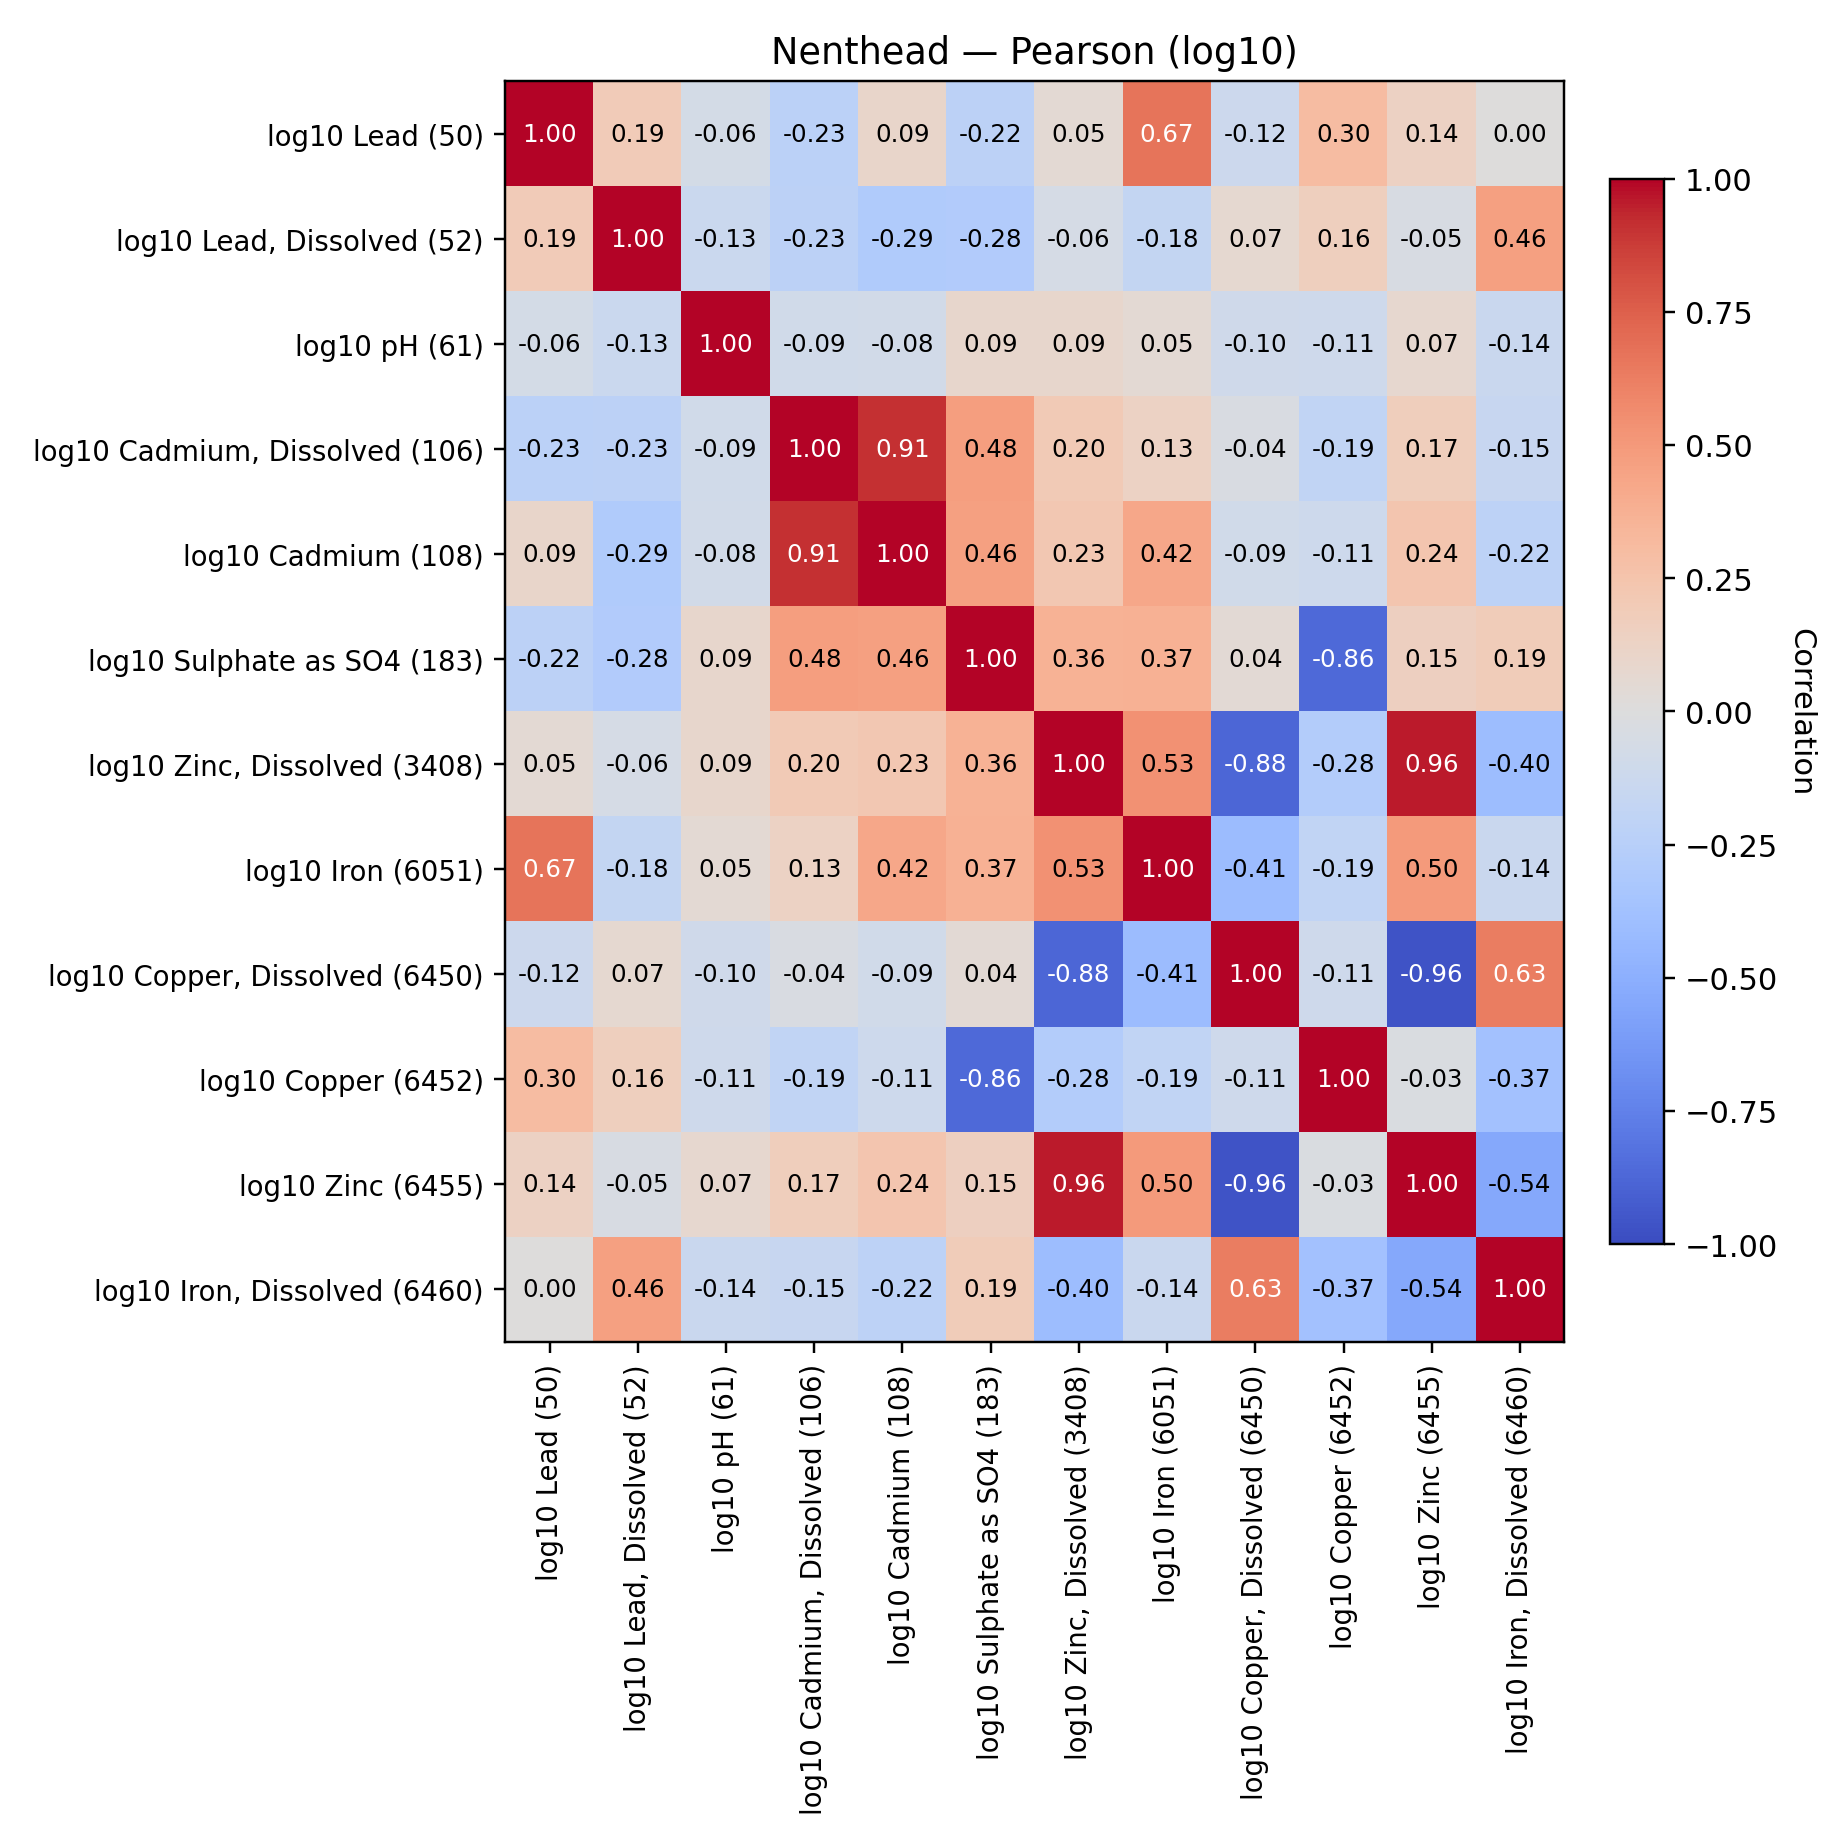 Nenthead — Pearson (log10)
log10 Lead (50) 1.00 0.19 -0.06 -0.23 0.09 -0.22 0.05 0.67 -0.12 0.30 0.14 0.00
log10 Lead, Dissolved (52) 0.19 1.00 -0.13 -0.23 -0.29 -0.28 -0.06 -0.18 0.07 0.16 -0.05 0.46
log10 pH (61) -0.06 -0.13 1.00 -0.09 -0.08 0.09 0.09 0.05 -0.10 -0.11 0.07 -0.14
log10 Cadmium, Dissolved (106) -0.23 -0.23 -0.09 1.00 0.91 0.48 0.20 0.13 -0.04 -0.19 0.17 -0.15
log10 Cadmium (108) 0.09 -0.29 -0.08 0.91 1.00 0.46 0.23 0.42 -0.09 -0.11 0.24 -0.22
log10 Sulphate as SO4 (183) -0.22 -0.28 0.09 0.48 0.46 1.00 0.36 0.37 0.04 -0.86 0.15 0.19
log10 Zinc, Dissolved (3408) 0.05 -0.06 0.09 0.20 0.23 0.36 1.00 0.53 -0.88 -0.28 0.96 -0.40
log10 Iron (6051) 0.67 -0.18 0.05 0.13 0.42 0.37 0.53 1.00 -0.41 -0.19 0.50 -0.14
log10 Copper, Dissolved (6450) -0.12 0.07 -0.10 -0.04 -0.09 0.04 -0.88 -0.41 1.00 -0.11 -0.96 0.63
log10 Copper (6452) 0.30 0.16 -0.11 -0.19 -0.11 -0.86 -0.28 -0.19 -0.11 1.00 -0.03 -0.37
log10 Zinc (6455) 0.14 -0.05 0.07 0.17 0.24 0.15 0.96 0.50 -0.96 -0.03 1.00 -0.54
log10 Iron, Dissolved (6460) 0.00 0.46 -0.14 -0.15 -0.22 0.19 -0.40 -0.14 0.63 -0.37 -0.54 1.00
log10 Lead (50)
log10 Lead, Dissolved (52)
log10 pH (61)
log10 Cadmium, Dissolved (106)
log10 Cadmium (108)
log10 Sulphate as SO4 (183)
log10 Zinc, Dissolved (3408)
log10 Iron (6051)
log10 Copper, Dissolved (6450)
log10 Copper (6452)
log10 Zinc (6455)
log10 Iron, Dissolved (6460)
1.00
0.75
0.50
0.25
0.00
−0.25
−0.50
−0.75
−1.00
Correlation